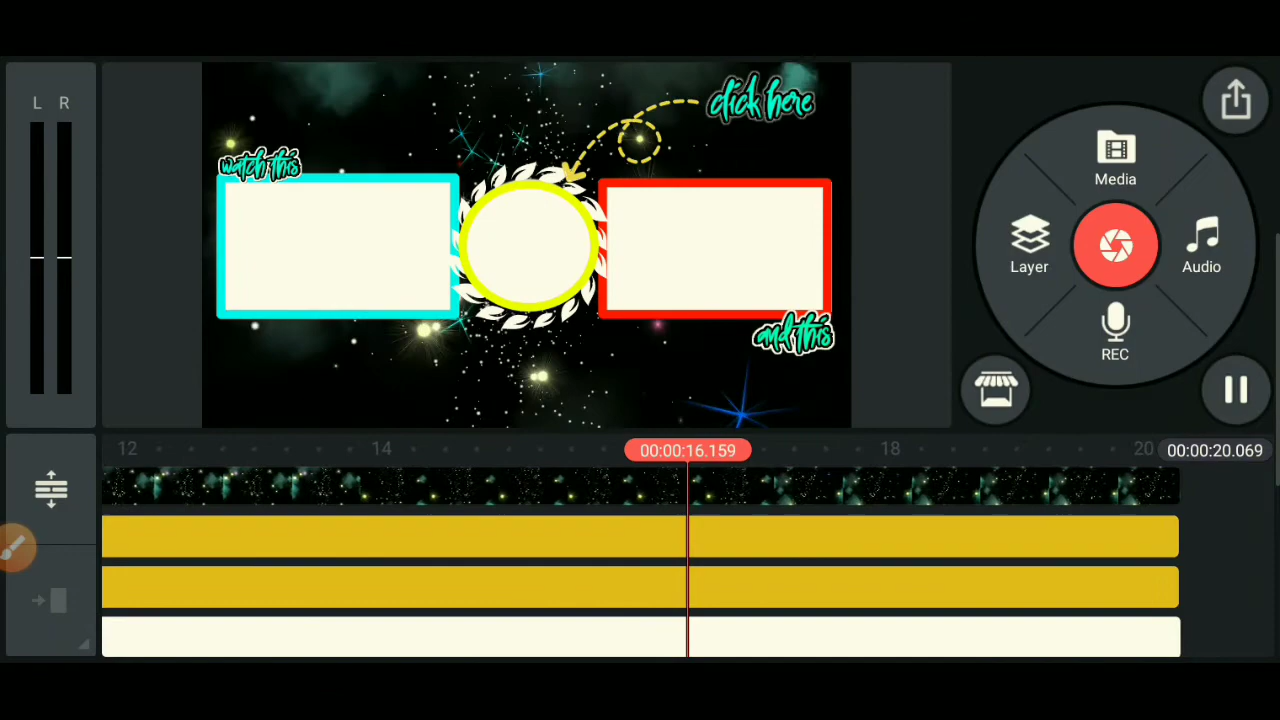 L R
click here
watch this
and this
Media
Layer
Audio
REC
12 14 00:00:16.159 18 20 00:00:20.069